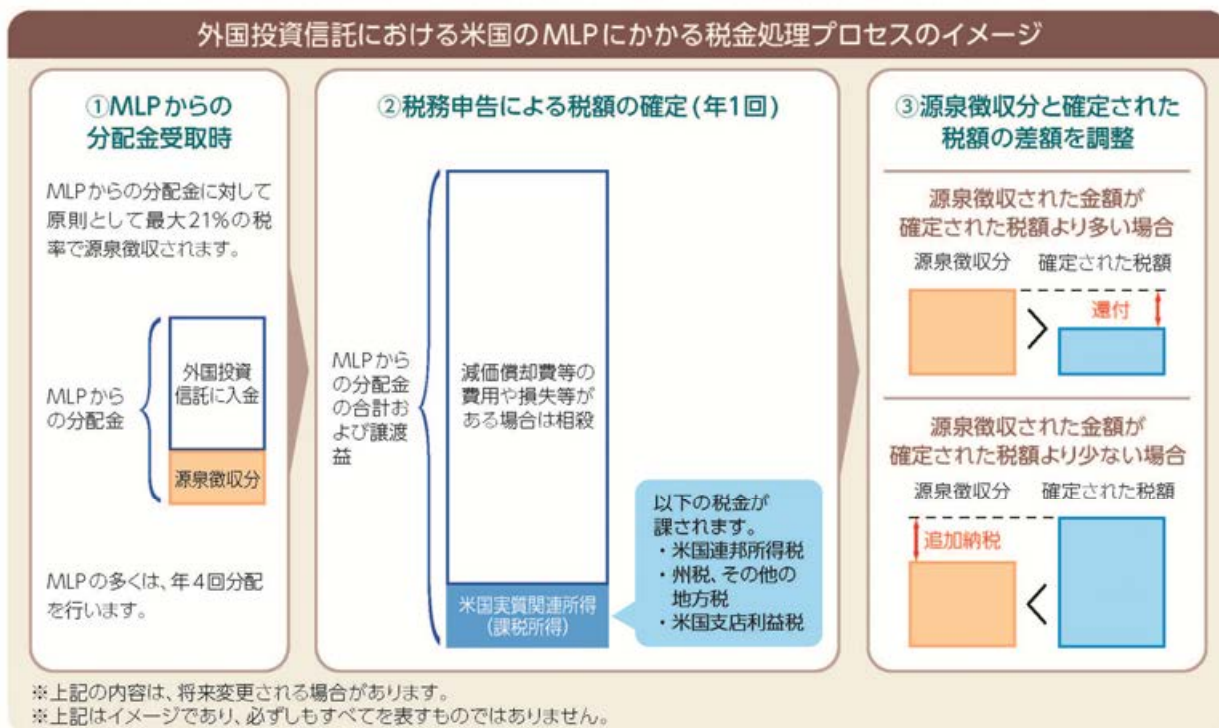 外国投資信託における米国のMLPにかかる税金処理プロセスのイメージ
①MLPからの
分配金受取時
MLPからの分配金に対して
原則として最大21%の税
率で源泉徴収されます。
MLPから
の分配金
外国投資
信託に入金
源泉徴収分
MLPの多くは、年4回分配
を行います。
②税務申告による税額の確定(年1回)
MLPから
の分配金
の合計お
よび譲渡
益
減価償却費等の
費用や損失等が
ある場合は相殺
米国実質関連所得
(課税所得)
以下の税金が
課されます。
・米国連邦所得税
・州税、その他の
地方税
・米国支店利益税
③源泉徴収分と確定された
税額の差額を調整
源泉徴収された金額が
確定された税額より多い場合
源泉徴収分 確定された税額
還付
源泉徴収された金額が
確定された税額より少ない場合
源泉徴収分 確定された税額
追加納税
※上記の内容は、将来変更される場合があります。
※上記はイメージであり、必ずしもすべてを表すものではありません。